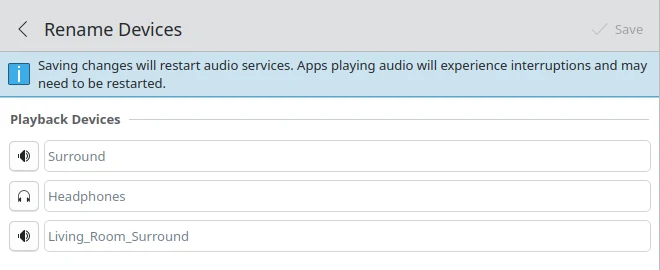 Rename Devices
Save
Saving changes will restart audio services. Apps playing audio will experience interruptions and may
need to be restarted.
Playback Devices
Surround
Headphones
Living_Room_Surround